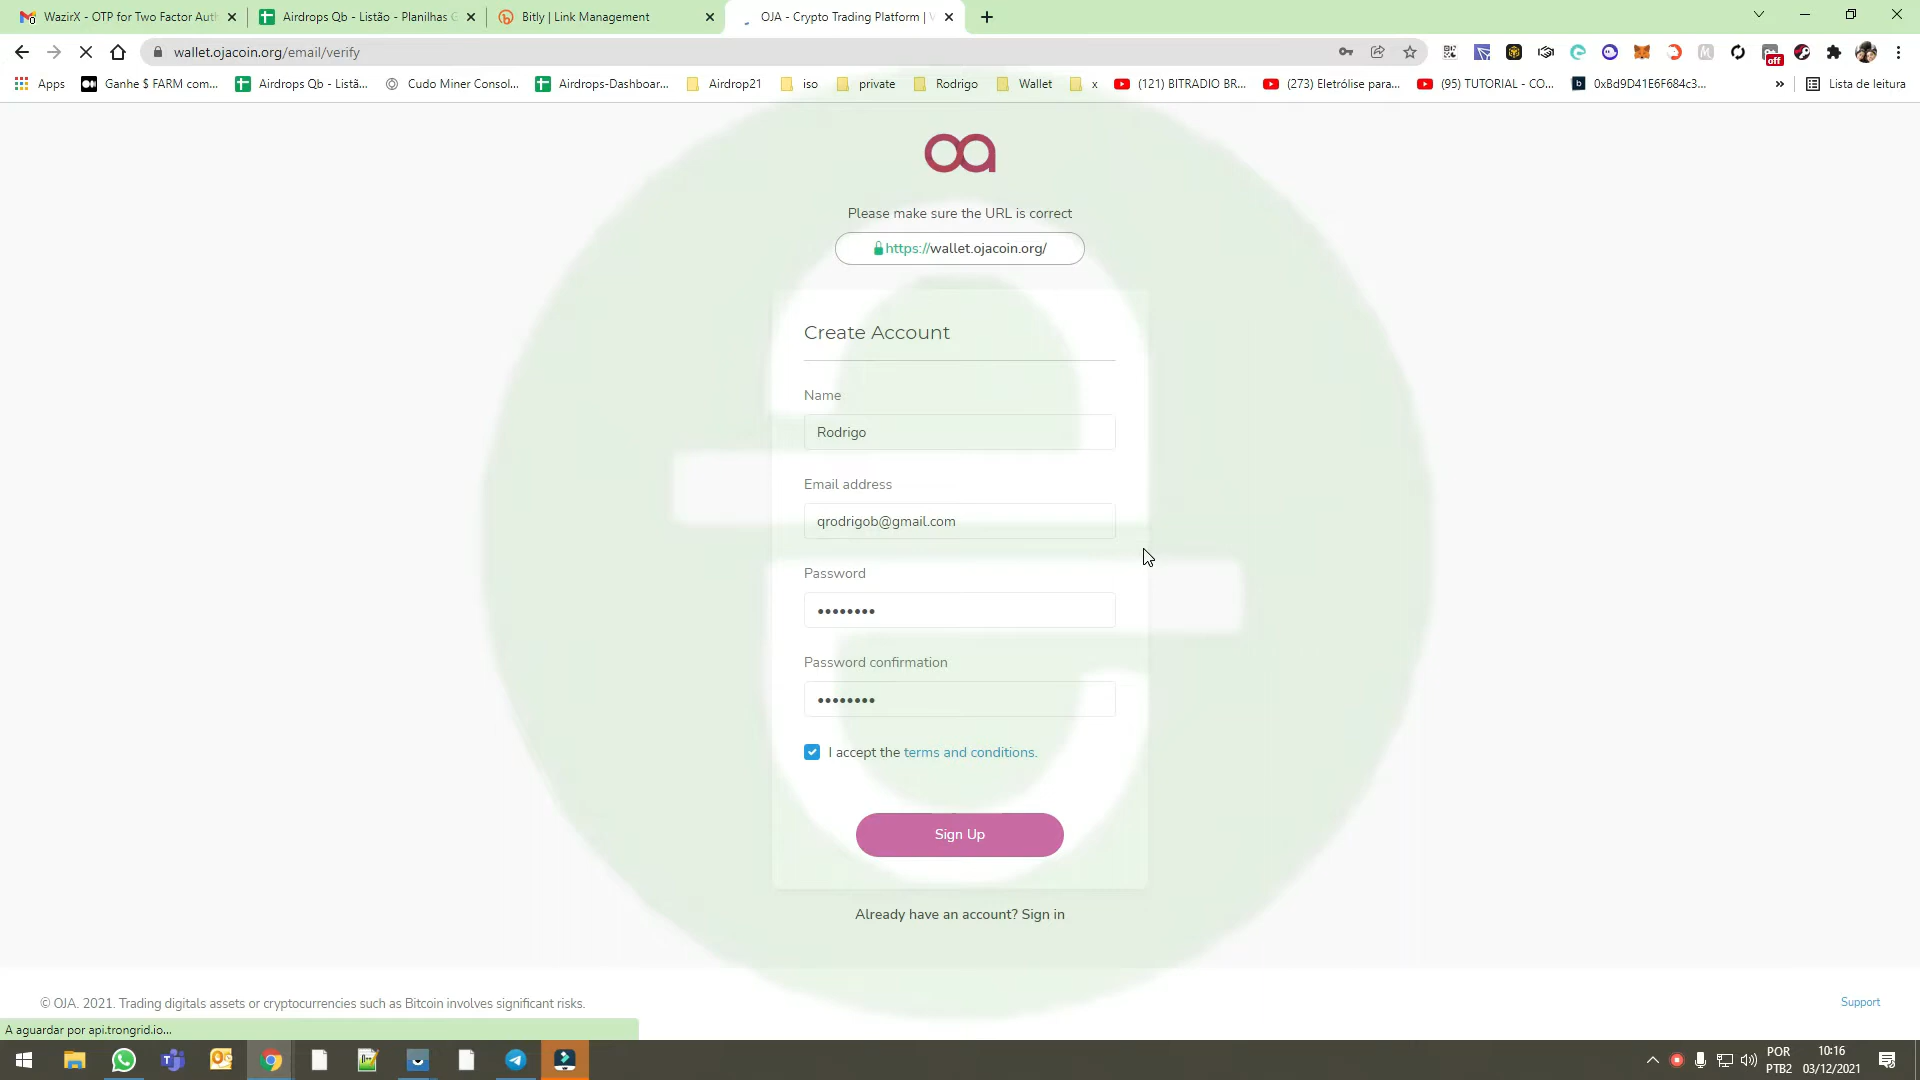 WazirX - OTP for Two Factor Auth
Airdrops Qb - Listão - Planilhas G
Bitly | Link Management
OJA - Crypto Trading Platform |
wallet.ojacoin.org/email/verify
off
Apps
Ganhe $ FARM com...
Airdrops Qb - Listã...
Cudo Miner Consol...
Airdrops-Dashboar...
Airdrop21
iso
private
Rodrigo
Wallet
x
(121) BITRADIO BR...
(273) Eletrólise para...
(95) TUTORIAL - CO...
0xBd9D41E6F684c3...
»
Lista de leitura
oa
Please make sure the URL is correct
https://wallet.ojacoin.org/
Create Account
Name
Rodrigo
Email address
qrodrigob@gmail.com
Password
••••••••
Password confirmation
••••••••
I accept the terms and conditions.
Sign Up
Already have an account? Sign in
© OJA. 2021. Trading digitals assets or cryptocurrencies such as Bitcoin involves significant risks.
Support
A aguardar por api.trongrid.io...
POR
PTB2
10:16
03/12/2021